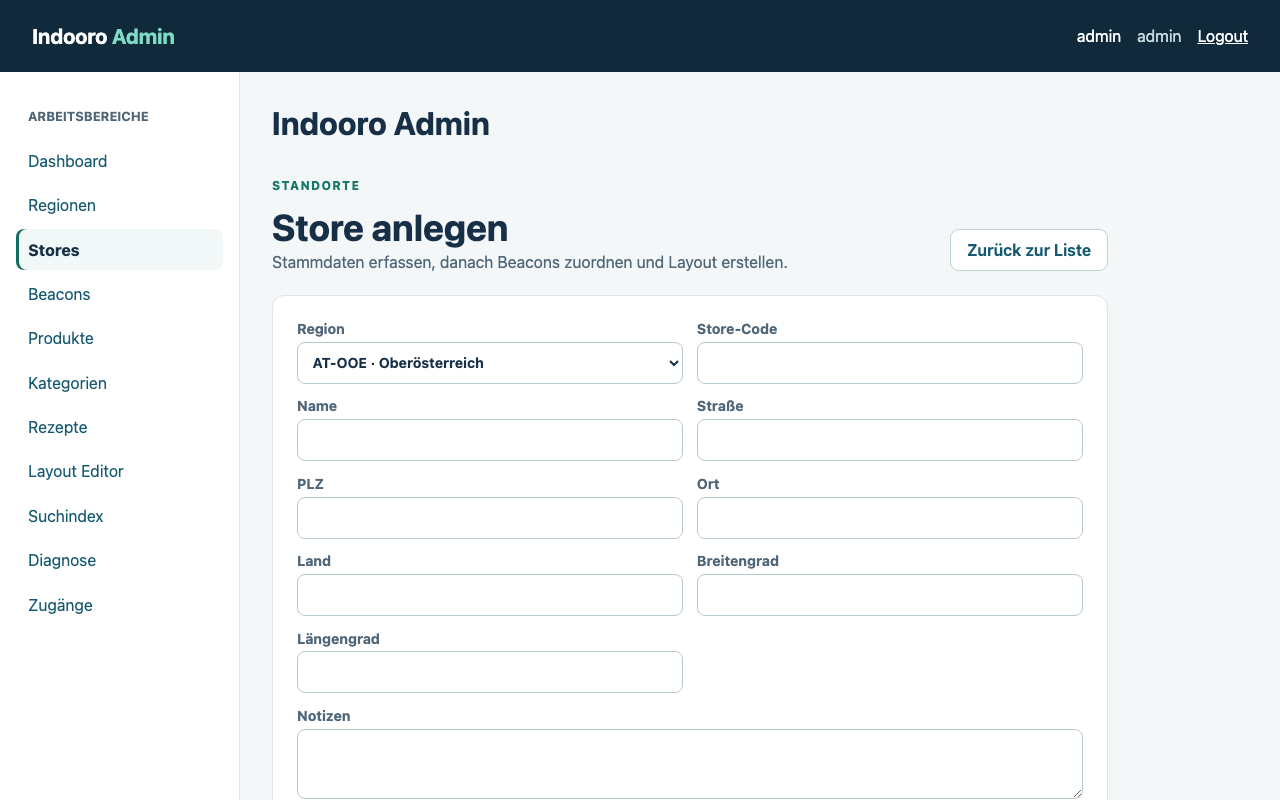 Indooro Admin
admin admin Logout
ARBEITSBEREICHE
Dashboard
Regionen
Stores
Beacons
Produkte
Kategorien
Rezepte
Layout Editor
Suchindex
Diagnose
Zugänge
Indooro Admin
STANDORTE
Store anlegen
Stammdaten erfassen, danach Beacons zuordnen und Layout erstellen.
Zurück zur Liste
Region
AT-OOE · Oberösterreich
Store-Code
Name
Straße
PLZ
Ort
Land
Breitengrad
Längengrad
Notizen